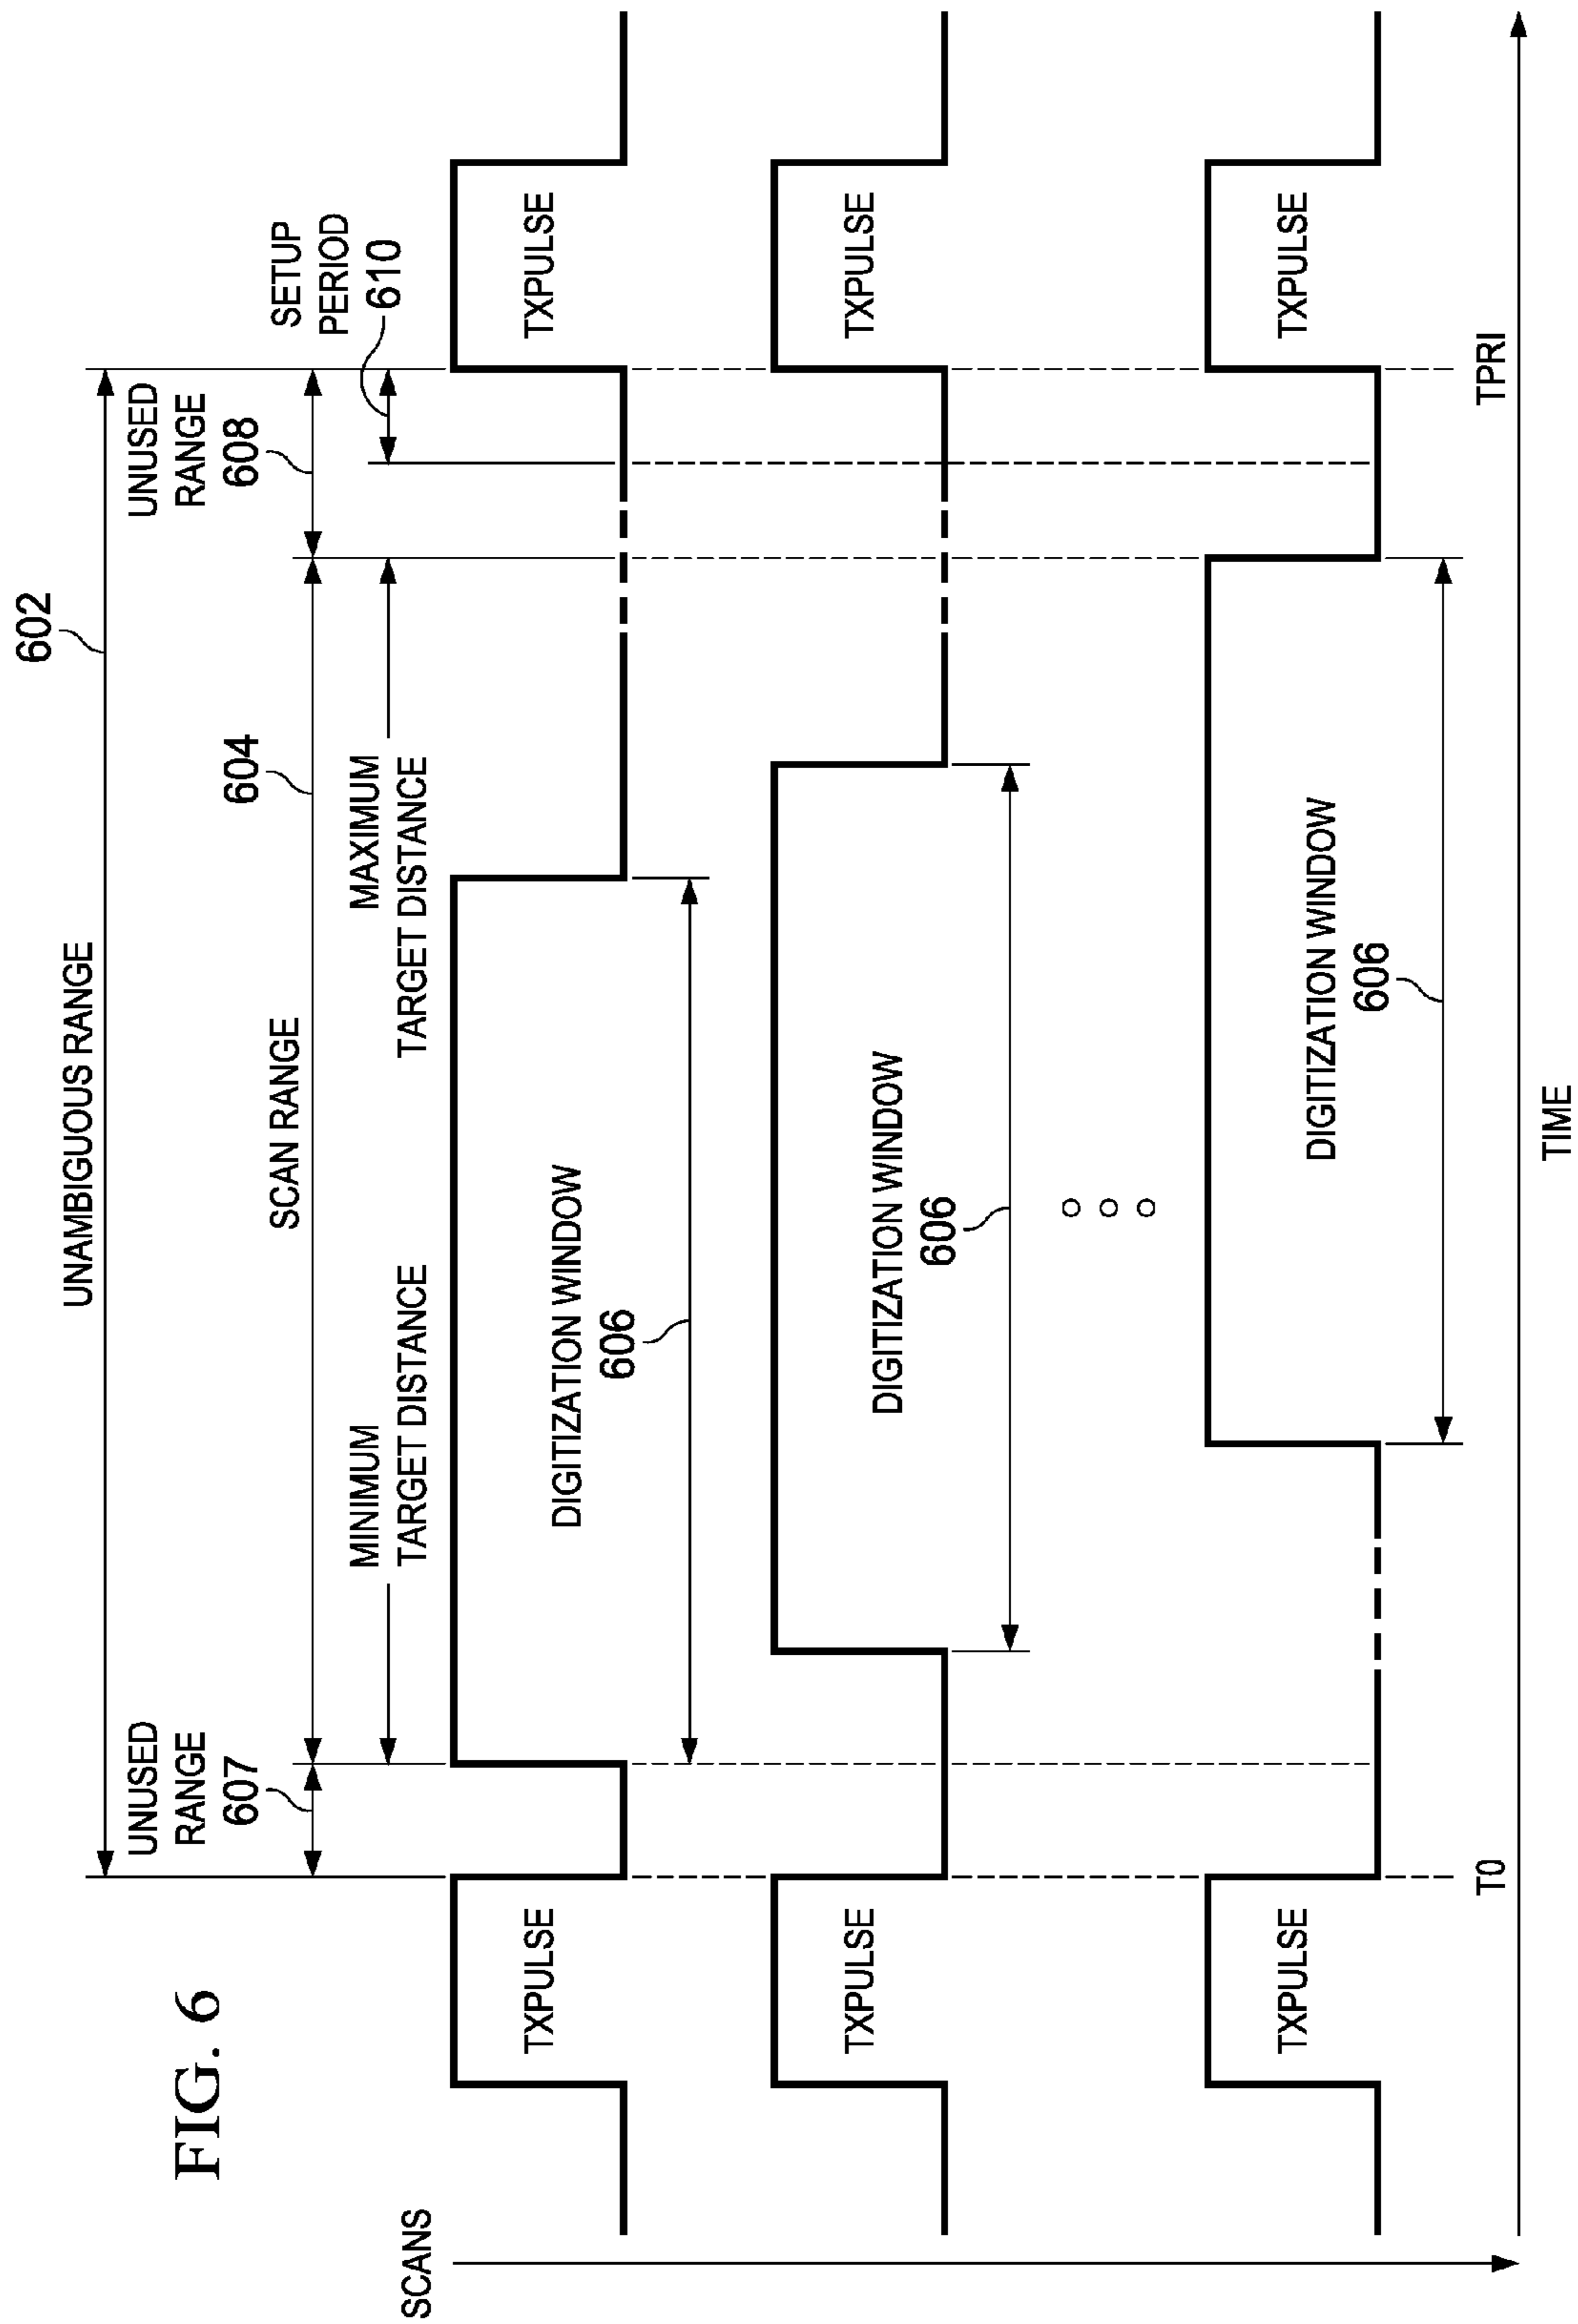 FIG. 6
602
UNAMBIGUOUS RANGE
UNUSED
RANGE
607
SCAN RANGE
604
UNUSED
RANGE
608
SETUP
PERIOD
610
SCANS
MINIMUM
TARGET DISTANCE
MAXIMUM
TARGET DISTANCE
TXPULSE
DIGITIZATION WINDOW
606
TXPULSE
TXPULSE
DIGITIZATION WINDOW
606
TXPULSE
TXPULSE
DIGITIZATION WINDOW
606
TXPULSE
T0
TPRI
TIME